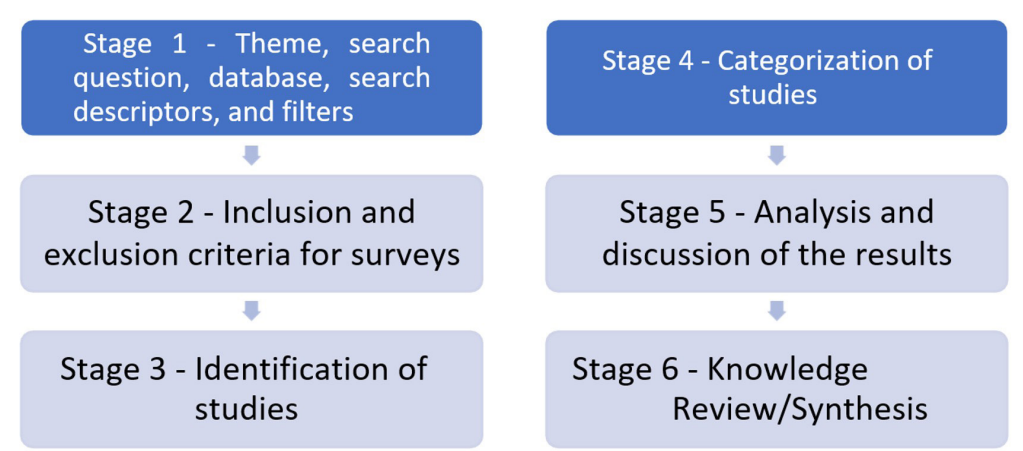 Stage 1 - Theme, search
question, database, search
descriptors, and filters
Stage 2 - Inclusion and
exclusion criteria for surveys
Stage 3 - Identification of
studies
Stage 4 - Categorization of
studies
Stage 5 - Analysis and
discussion of the results
Stage 6 - Knowledge
Review/Synthesis